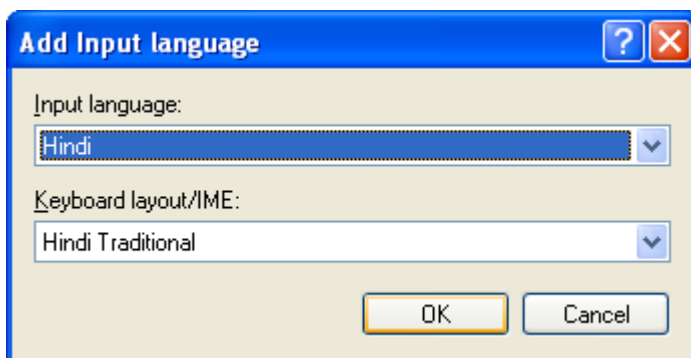 Add Input language
Input language:
Hindi
Keyboard layout/IME:
Hindi Traditional
OK Cancel